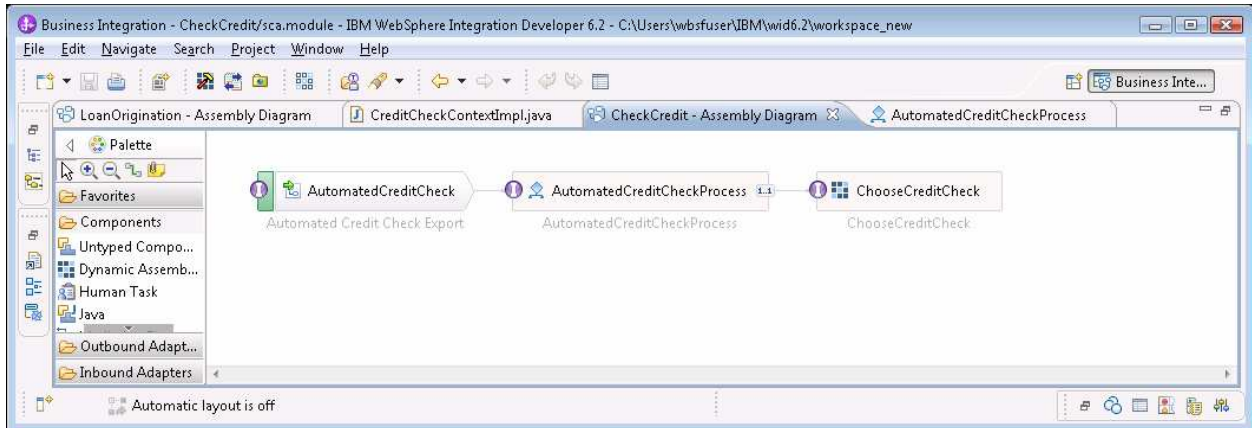 Business Integration - CheckCredit/sca.module - IBM WebSphere Integration Developer 6.2 - C:\Users\wbsfuser\IBM\wid6.2\workspace_new
File Edit Navigate Search Project Window Help
Business Inte...
LoanOrigination - Assembly Diagram CreditCheckContextImpl.java CheckCredit - Assembly Diagram AutomatedCreditCheckProcess
Palette
Favorites
Components
Untyped Compo...
Dynamic Assemb...
Human Task
Java
Outbound Adapt...
Inbound Adapters
AutomatedCreditCheck AutomatedCreditCheckProcess 1..1 ChooseCreditCheck
Automated Credit Check Export AutomatedCreditCheckProcess ChooseCreditCheck
Automatic layout is off